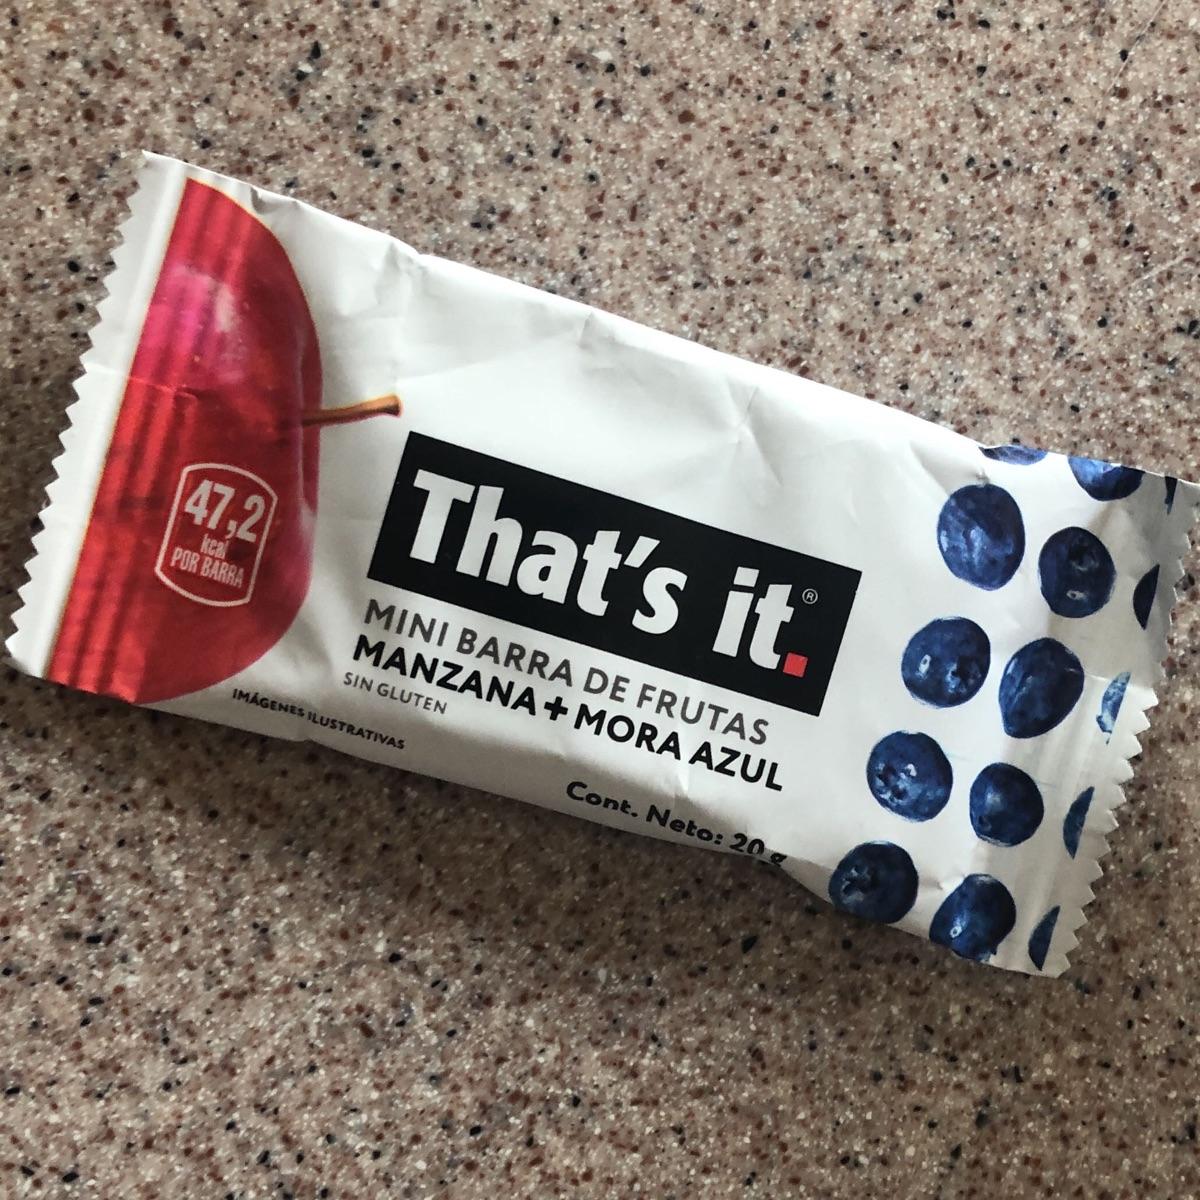 47,2
kcal
POR BARRA
That's it.®
MINI BARRA DE FRUTAS
MANZANA+MORA AZUL
SIN GLUTEN
IMÁGENES ILUSTRATIVAS
Cont. Neto: 20 g